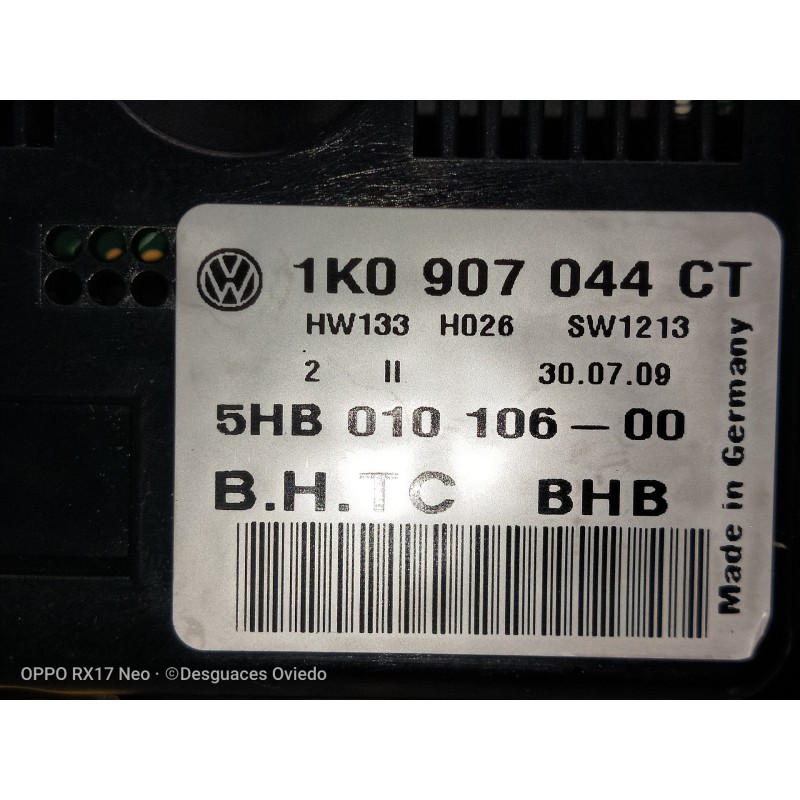 1K0 907 044 CT
HW133 H026 SW1213
2 II 30.07.09
5HB 010 106-00
B.H.TC BHB
Made in Germany
OPPO RX17 Neo · ©Desguaces Oviedo